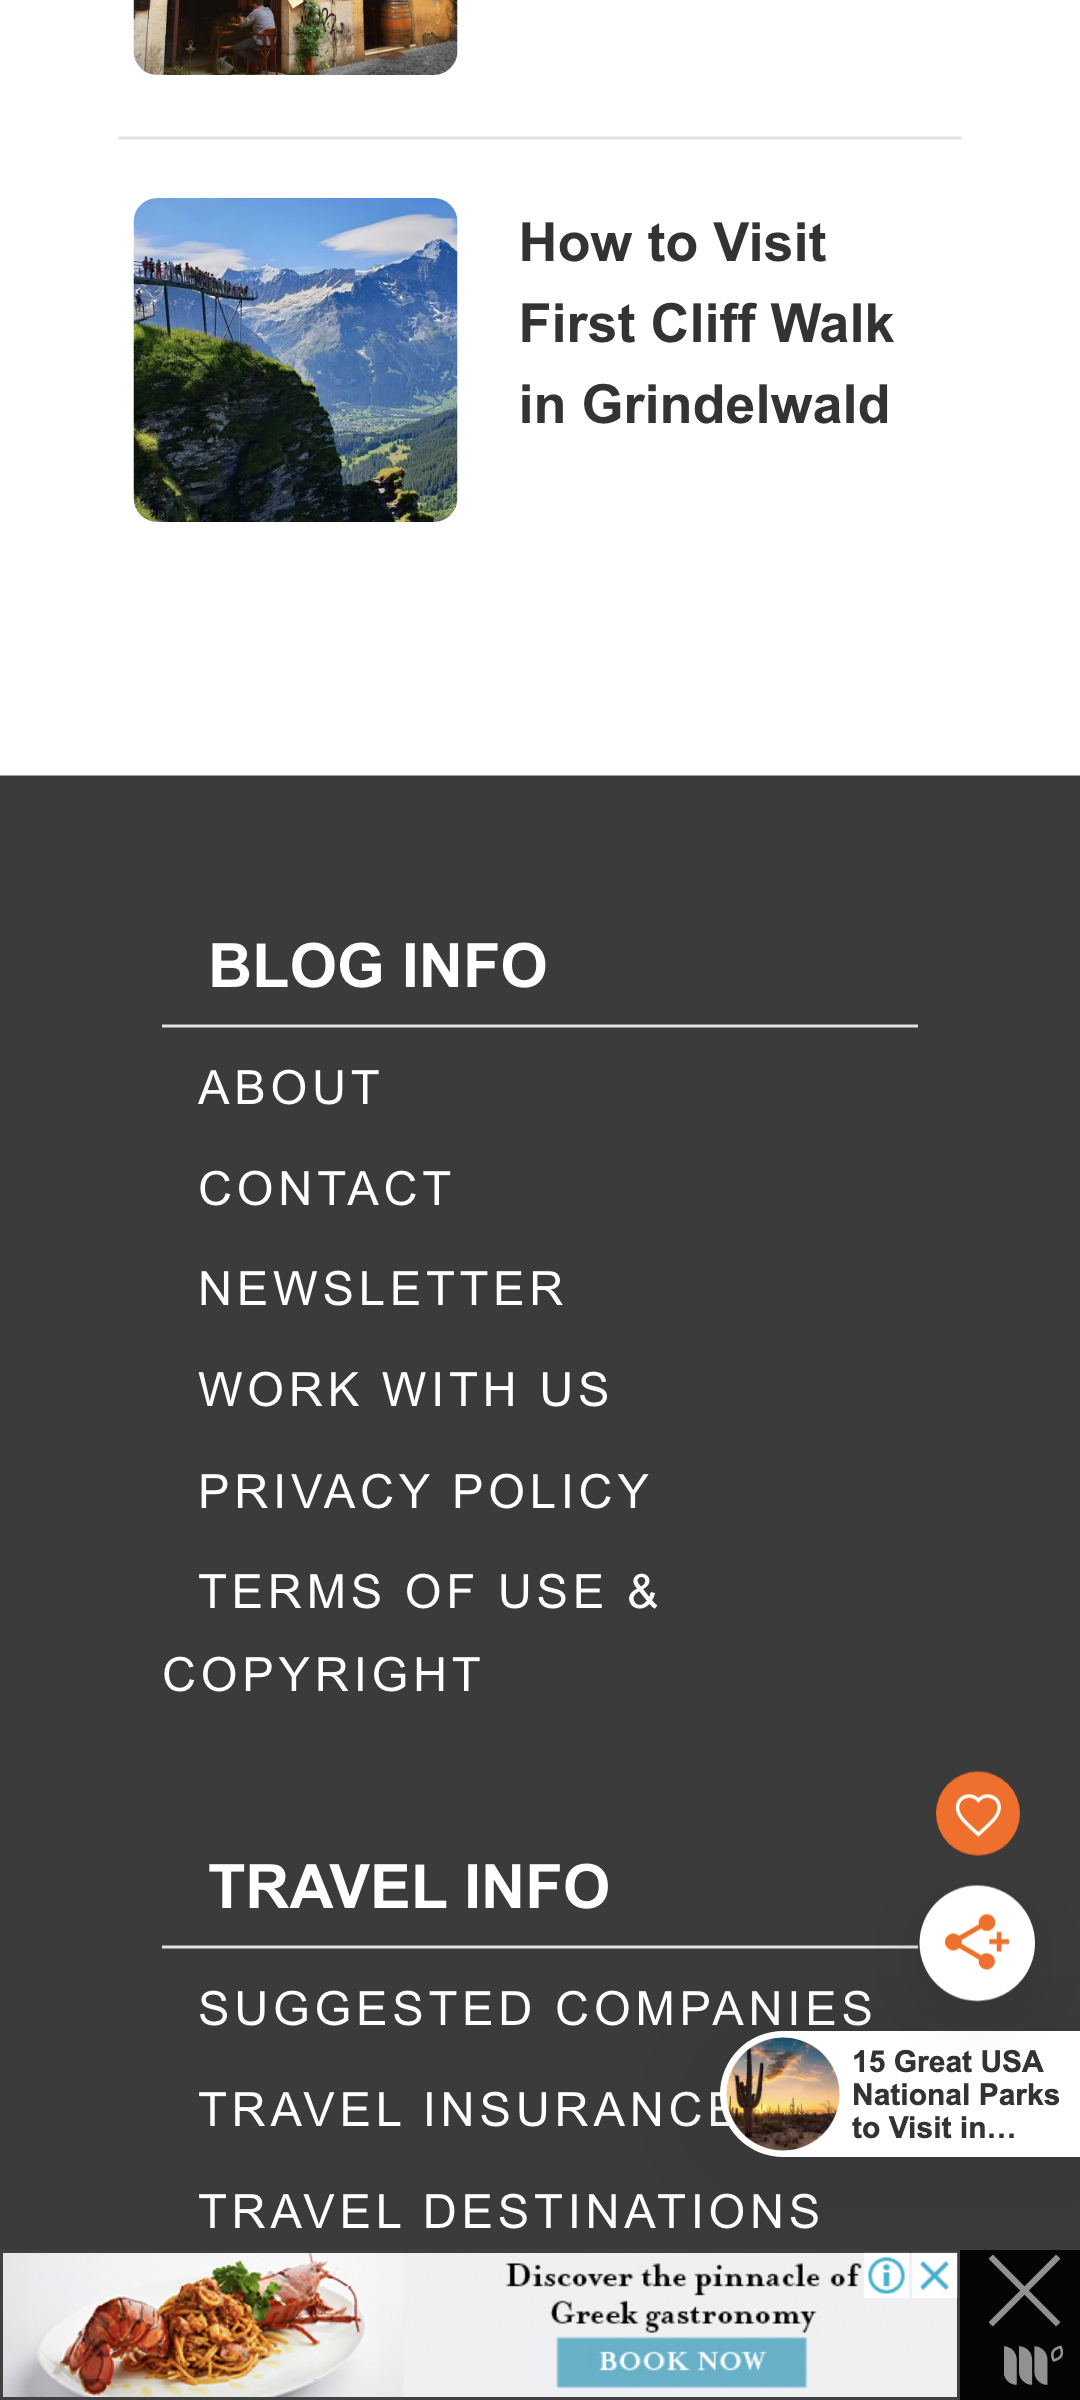 How to Visit
First Cliff Walk
in Grindelwald
BLOG INFO
ABOUT
CONTACT
NEWSLETTER
WORK WITH US
PRIVACY POLICY
TERMS OF USE &
COPYRIGHT
TRAVEL INFO
SUGGESTED COMPANIES
TRAVEL INSURANCE
15 Great USA
National Parks
to Visit in...
TRAVEL DESTINATIONS
Discover the pinnacle of
Greek gastronomy
BOOK NOW